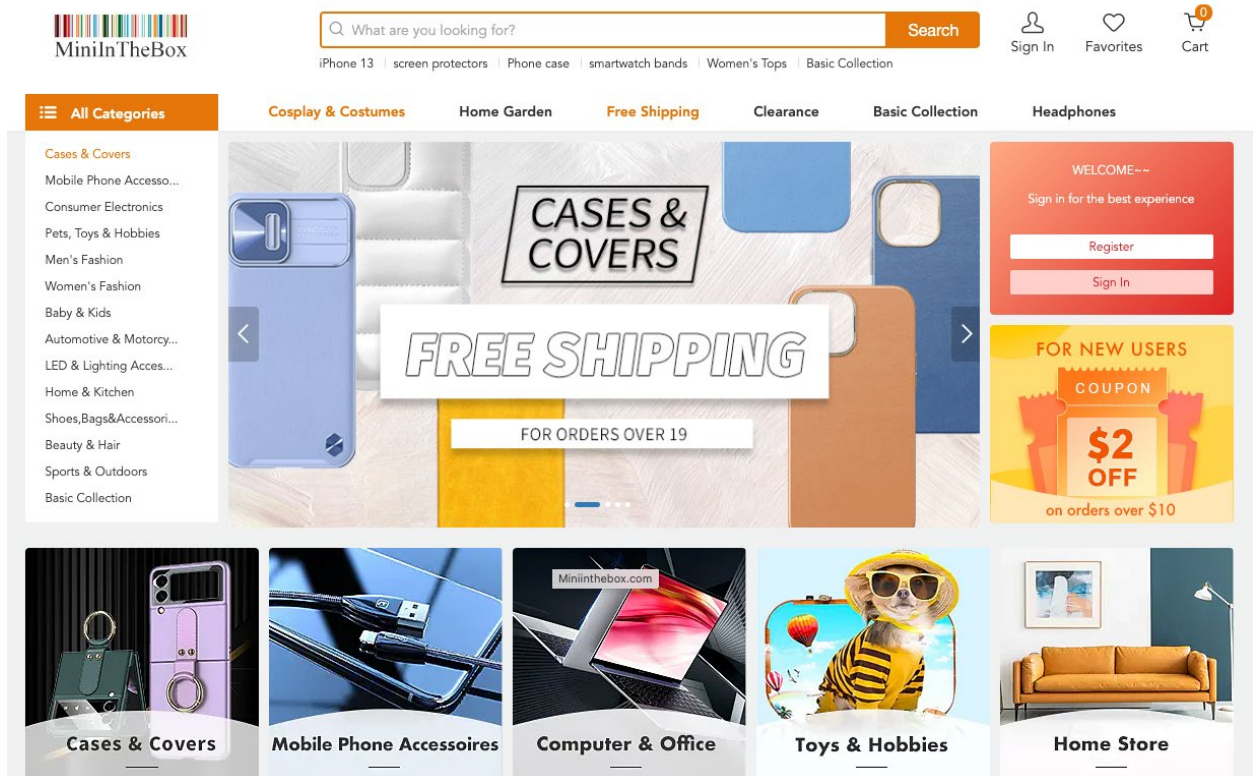 MiniInTheBox
What are you looking for?
Search
0
Sign In
Favorites
Cart
iPhone 13
screen protectors
Phone case
smartwatch bands
Women's Tops
Basic Collection
All Categories
Cosplay & Costumes
Home Garden
Free Shipping
Clearance
Basic Collection
Headphones
Cases & Covers
Mobile Phone Accesso...
Consumer Electronics
Pets, Toys & Hobbies
Men's Fashion
Women's Fashion
Baby & Kids
Automotive & Motorcy...
LED & Lighting Acces...
Home & Kitchen
Shoes,Bags&Accessori...
Beauty & Hair
Sports & Outdoors
Basic Collection
CASES &
COVERS
FREE SHIPPING
FOR ORDERS OVER 19
WELCOME~~
Sign in for the best experience
Register
Sign In
FOR NEW USERS
COUPON
$2
OFF
on orders over $10
Miniinthebox.com
Cases & Covers
Mobile Phone Accessoires
Computer & Office
Toys & Hobbies
Home Store